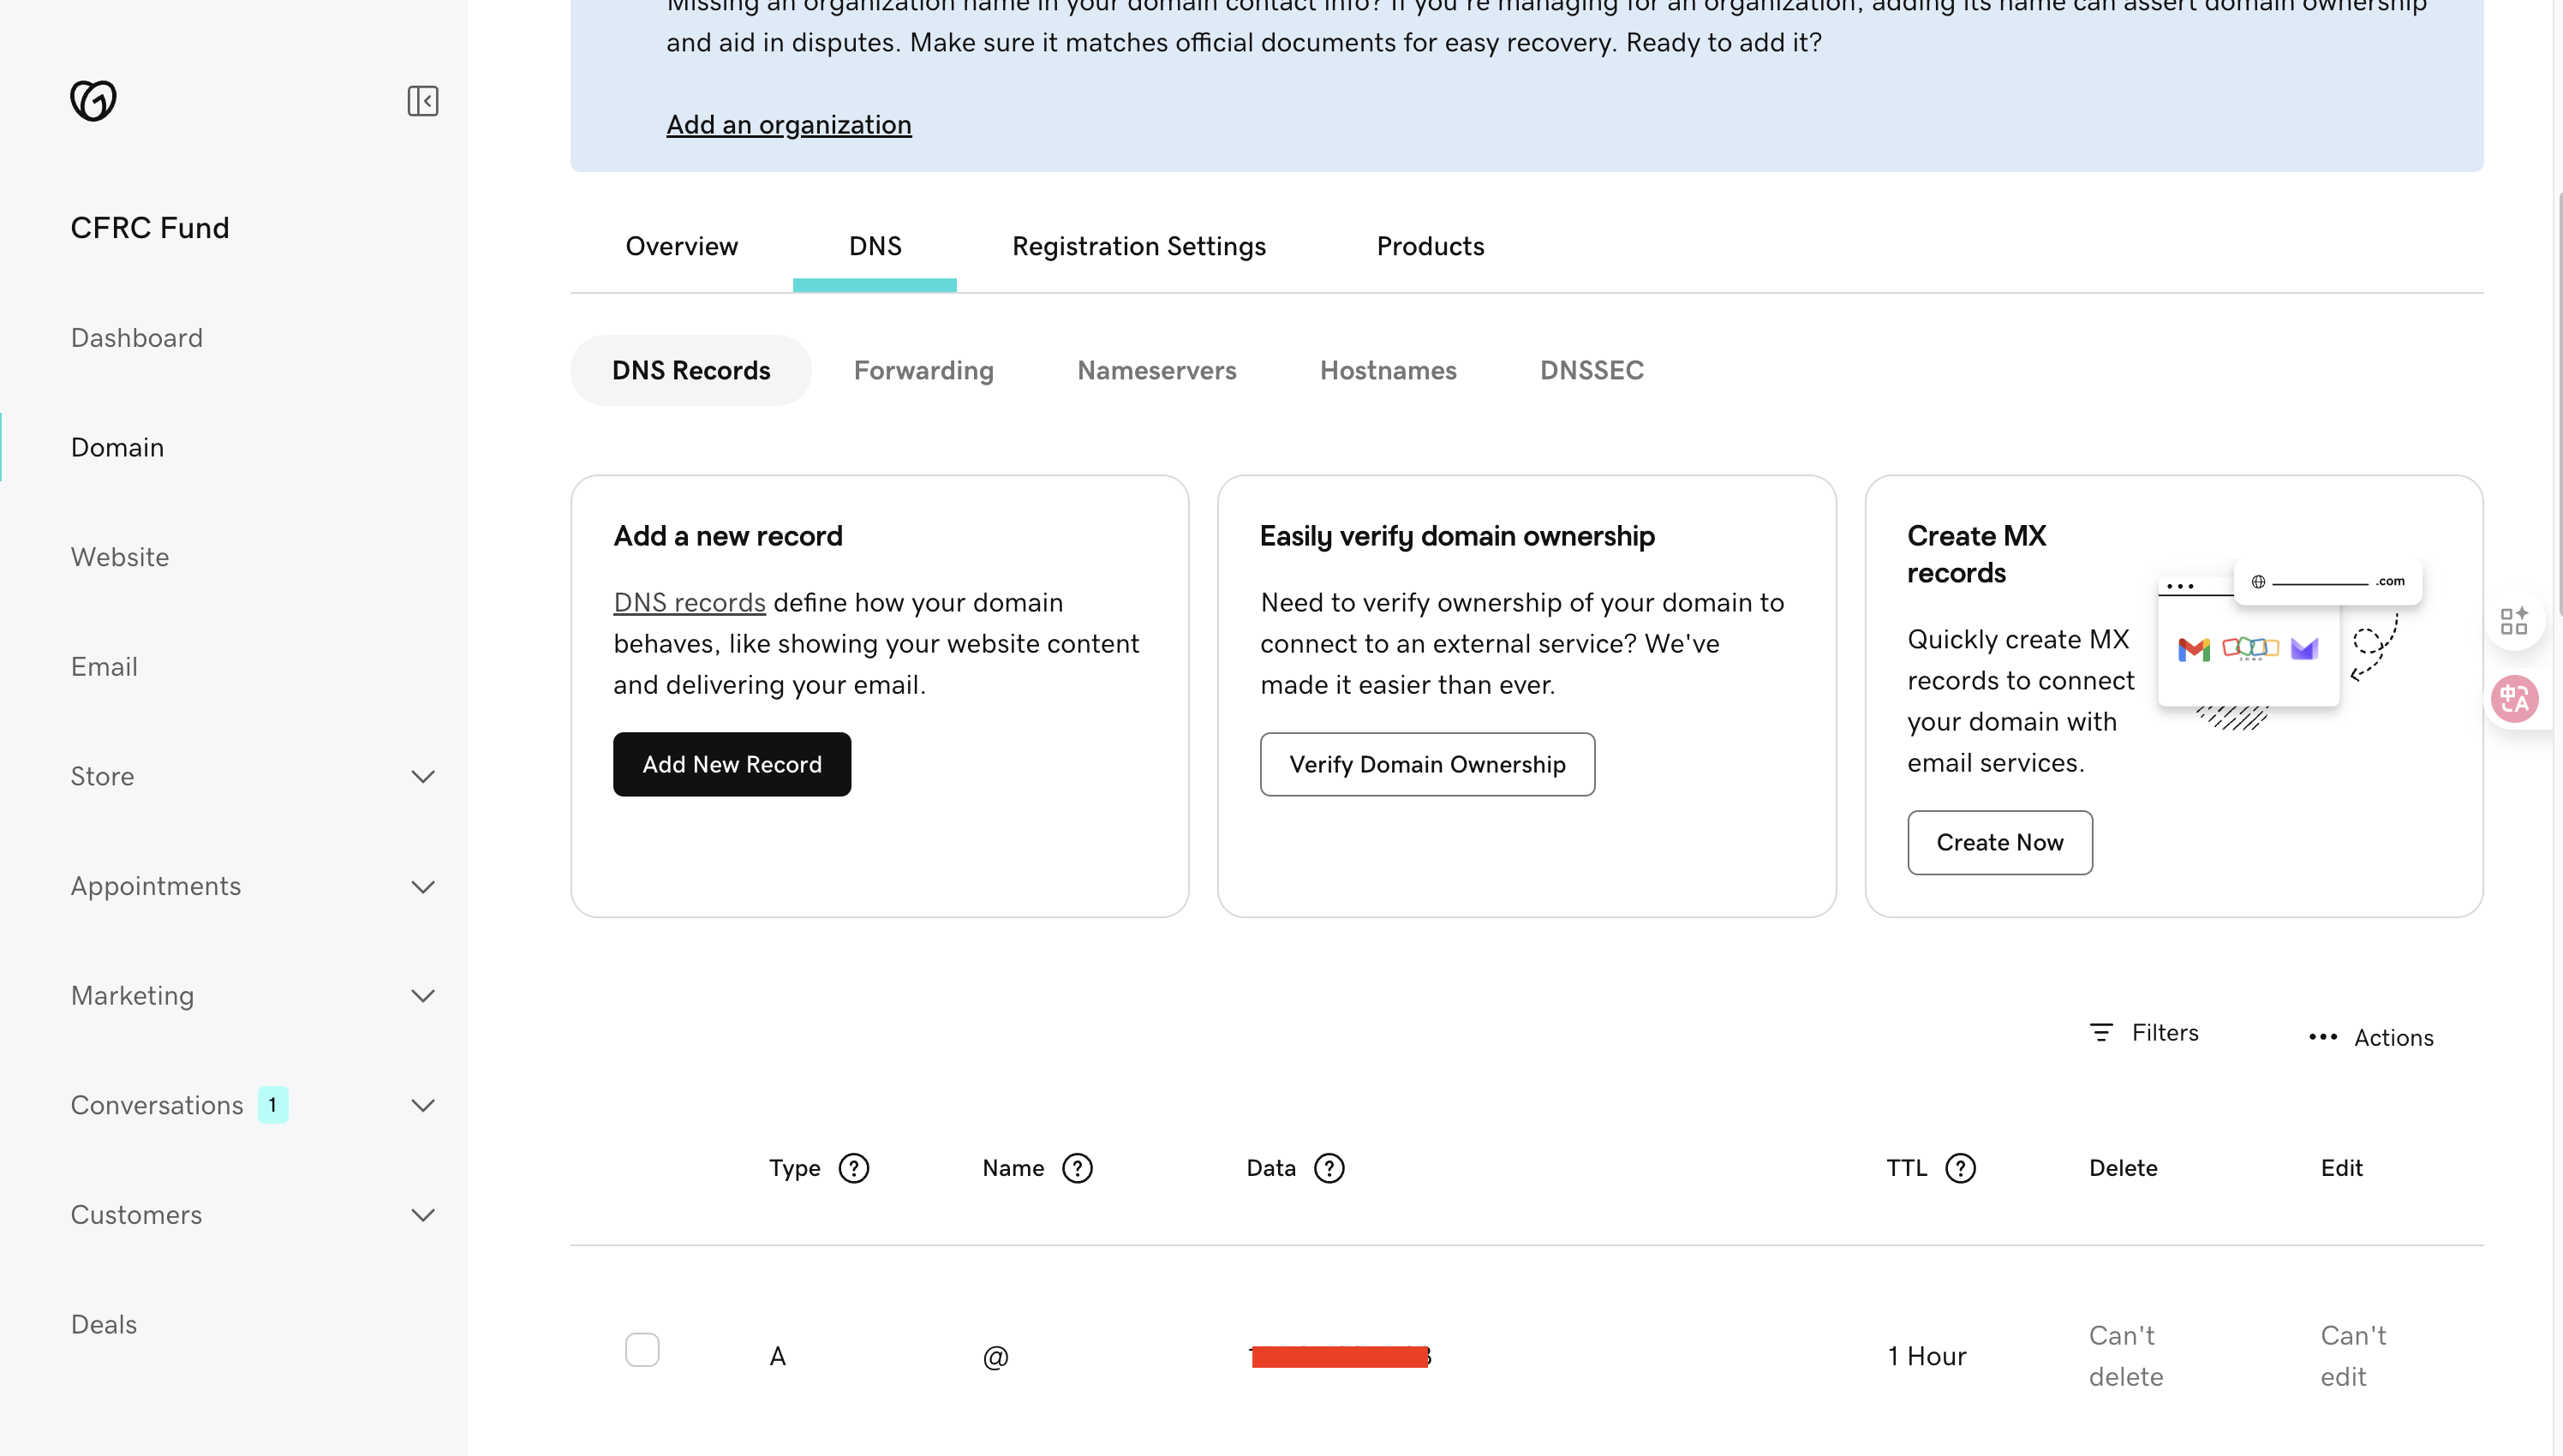 Missing an organization name in your domain contact info? If you're managing for an organization, adding its name can assert domain ownership
and aid in disputes. Make sure it matches official documents for easy recovery. Ready to add it?
Add an organization
CFRC Fund
Dashboard
Domain
Website
Email
Store
Appointments
Marketing
Conversations 1
Customers
Deals
Overview DNS Registration Settings Products
DNS Records Forwarding Nameservers Hostnames DNSSEC
Add a new record
DNS records define how your domain
behaves, like showing your website content
and delivering your email.
Add New Record
Easily verify domain ownership
Need to verify ownership of your domain to
connect to an external service? We've
made it easier than ever.
Verify Domain Ownership
Create MX
records
Quickly create MX
records to connect
your domain with
email services.
Create Now
.com
中A
Filters Actions
Type Name Data TTL Delete Edit
A @ 1 Hour Can't
delete Can't
edit